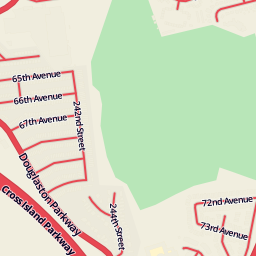 65th Avenue
66th Avenue
67th Avenue
242nd Street
Douglaston Parkway
Cross Island Parkway
244th Street
72nd Avenue
73rd Avenue